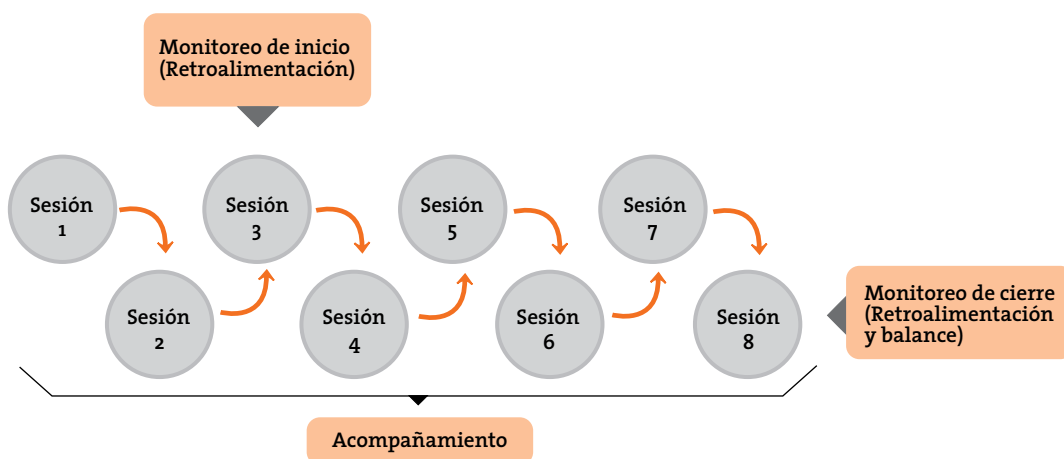 Monitoreo de inicio
(Retroalimentación)
Sesión
1
Sesión
2
Sesión
3
Sesión
4
Sesión
5
Sesión
6
Sesión
7
Sesión
8
Monitoreo de cierre
(Retroalimentación
y balance)
Acompañamiento